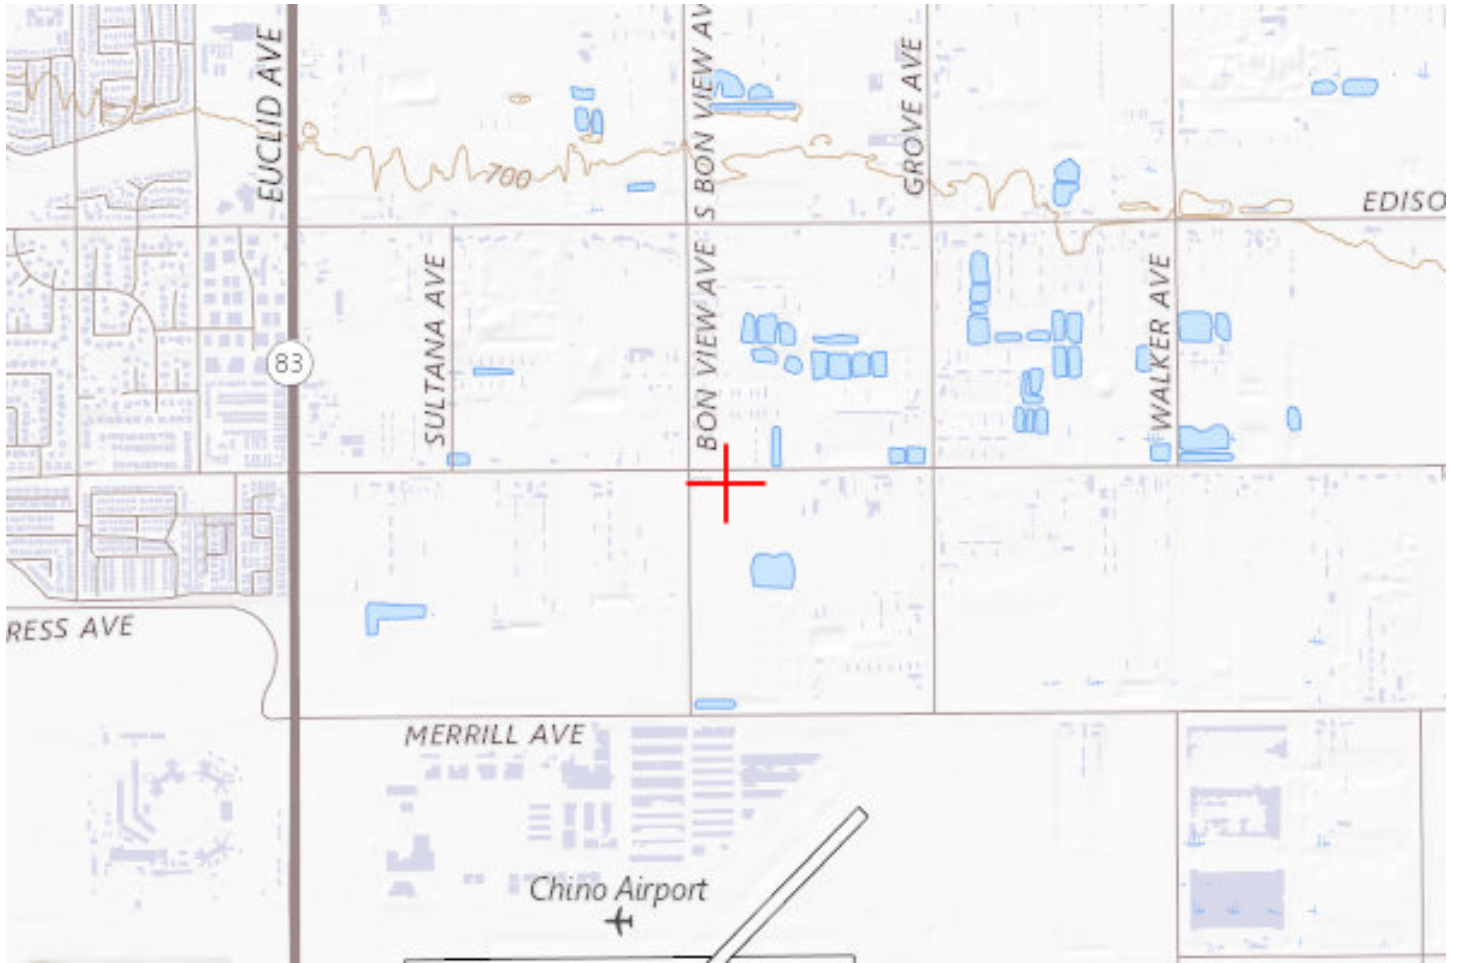 EUCLID AVE
S BON VIEW AV
GROVE AVE
700
EDISO
SULTANA AVE
BON VIEW AVE
WALKER AVE
83
RESS AVE
MERRILL AVE
Chino Airport